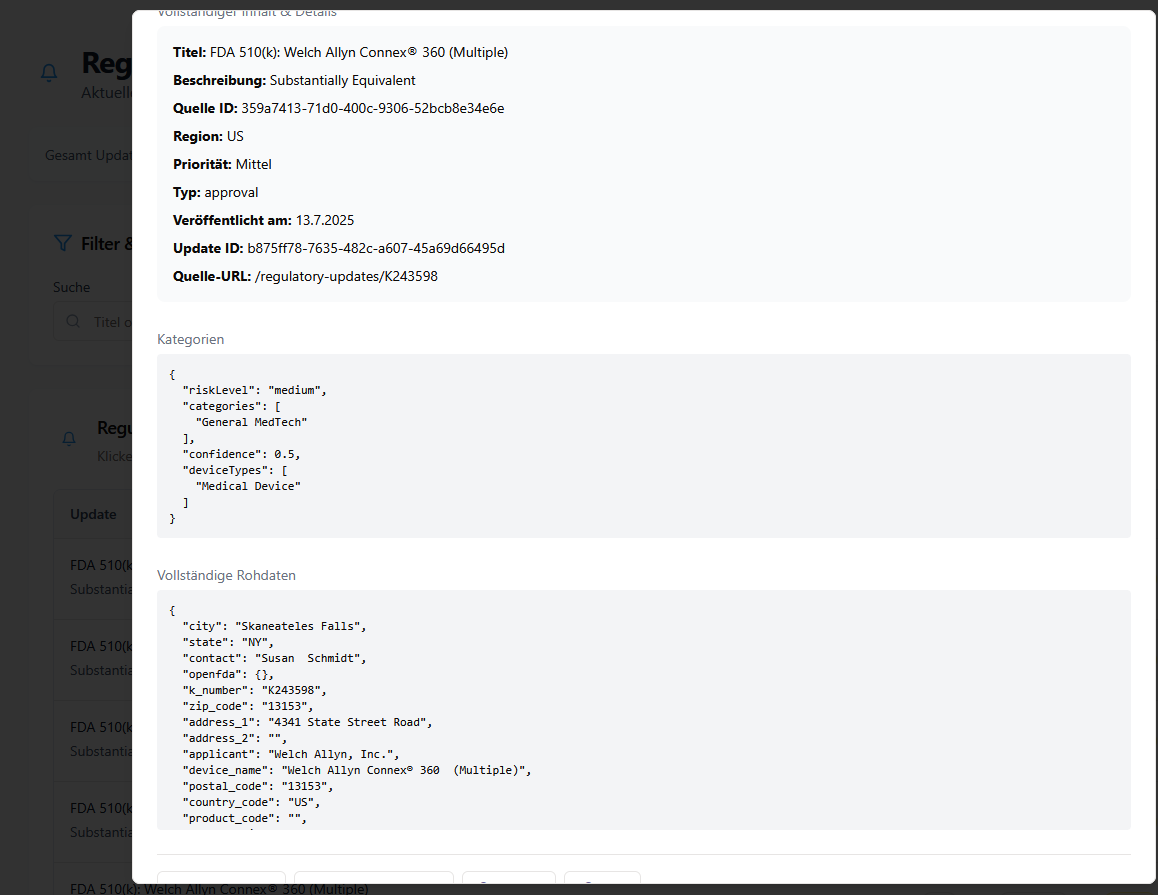 Vollständiger Inhalt & Details
Titel: FDA 510(k): Welch Allyn Connex® 360 (Multiple)
Beschreibung: Substantially Equivalent
Quelle ID: 359a7413-71d0-400c-9306-52bcb8e34e6e
Region: US
Priorität: Mittel
Typ: approval
Veröffentlicht am: 13.7.2025
Update ID: b875ff78-7635-482c-a607-45a69d66495d
Quelle-URL: /regulatory-updates/K243598
Kategorien
{
"riskLevel": "medium",
"categories": [
"General MedTech"
],
"confidence": 0.5,
"deviceTypes": [
"Medical Device"
]
}
Vollständige Rohdaten
{
"city": "Skaneateles Falls",
"state": "NY",
"contact": "Susan  Schmidt",
"openfda": {},
"k_number": "K243598",
"zip_code": "13153",
"address_1": "4341 State Street Road",
"address_2": "",
"applicant": "Welch Allyn, Inc.",
"device_name": "Welch Allyn Connex® 360  (Multiple)",
"postal_code": "13153",
"country_code": "US",
"product_code": "",
Reg
Aktuell
Gesamt Updat
Filter &
Suche
Titel o
Regu
Klicke
Update
FDA 510(k
Substantia
FDA 510(k
Substantia
FDA 510(k
Substantia
FDA 510(k
Substantia
FDA 510(k): Welch Allyn Connex® 360 (Multiple)